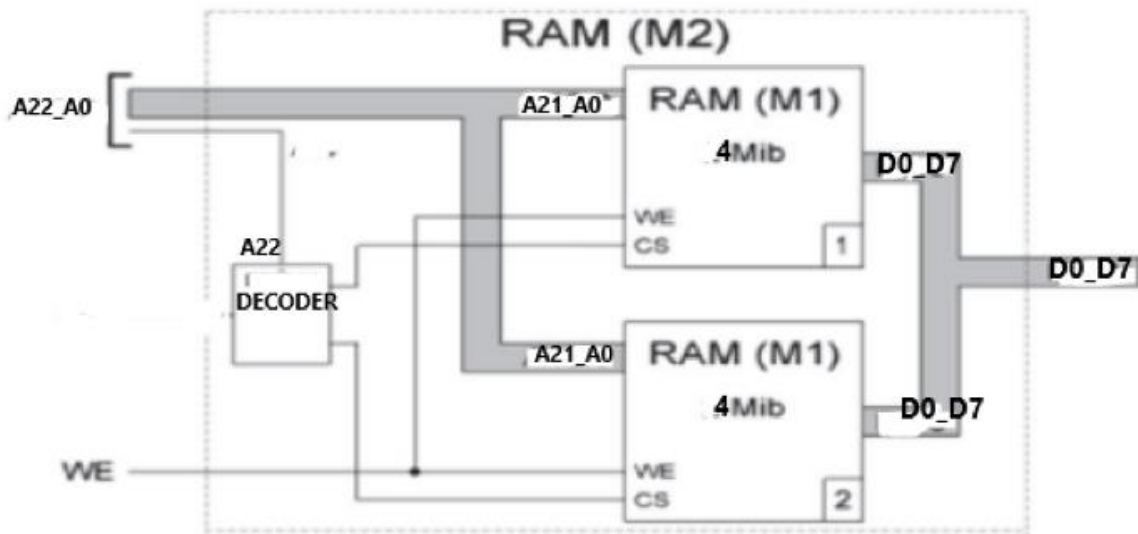 RAM (M2)
A22_A0
A21_A0
RAM (M1)
4Mib
D0_D7
WE
CS
1
A22
DECODER
D0_D7
A21_A0
RAM (M1)
4Mib
D0_D7
WE
WE
CS
2